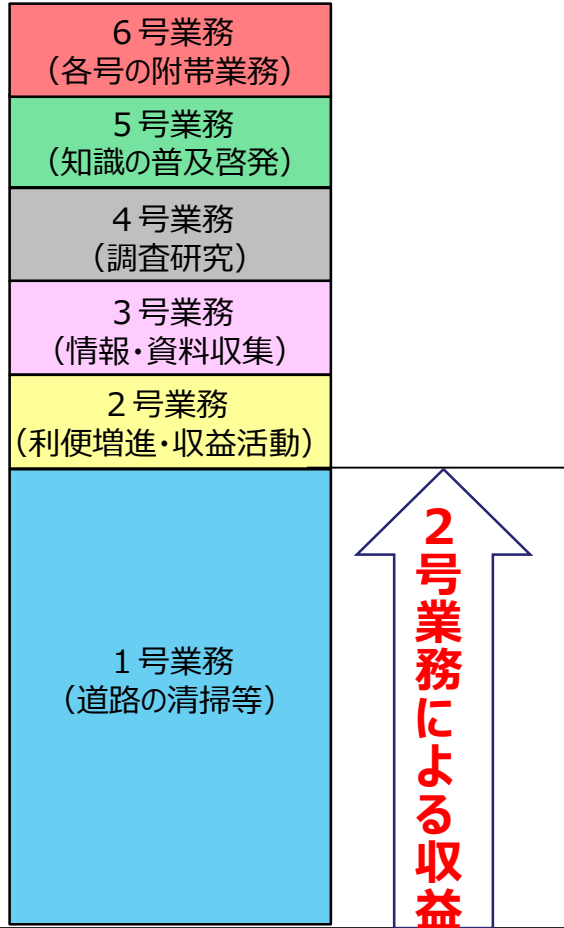 6号業務
(各号の附帯業務)
5号業務
(知識の普及啓発)
4号業務
(調査研究)
3号業務
(情報・資料収集)
2号業務
(利便増進・収益活動)
1号業務
(道路の清掃等)
2号業務による収益